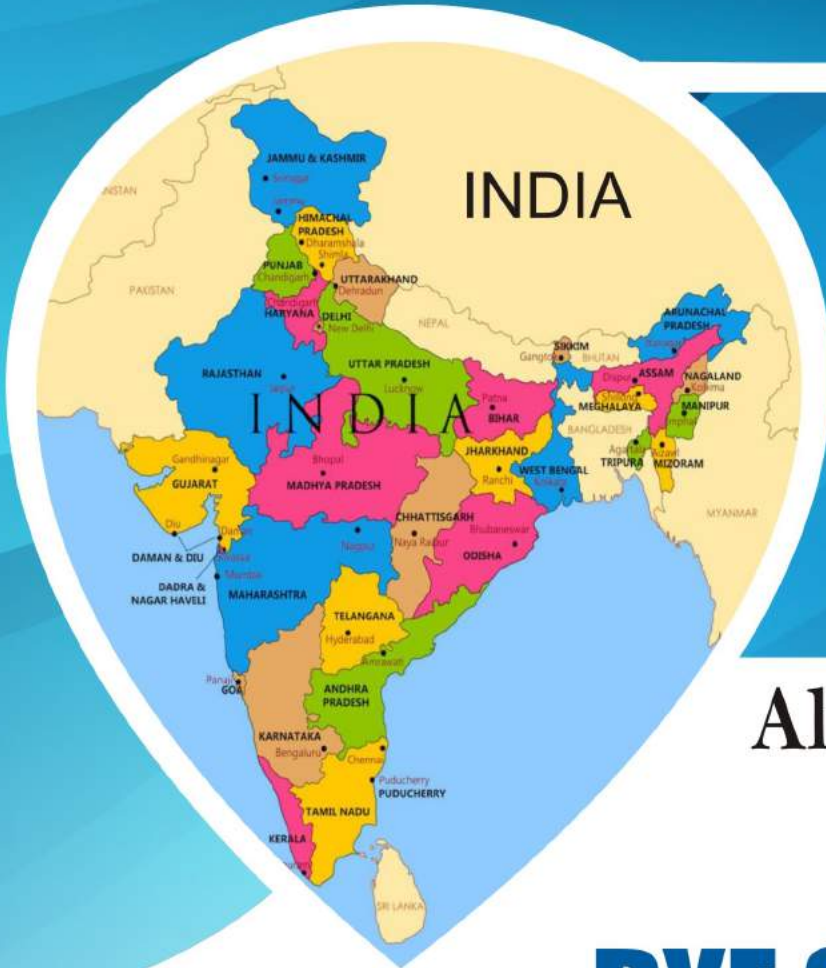 INDIA
JAMMU & KASHMIR
Srinagar
Jammu
HIMACHAL
PRADESH
Dharamshala
Shimla
PUNJAB
Chandigarh
UTTARAKHAND
Dehradun
Chandigarh
HARYANA
DELHI
New Delhi
PAKISTAN
NEPAL
ARUNACHAL
PRADESH
Itanagar
SIKKIM
Gangtok
BHUTAN
RAJASTHAN
Jaipur
UTTAR PRADESH
Lucknow
Dispur
ASSAM
NAGALAND
Kohima
Shillong
MEGHALAYA
MANIPUR
Imphal
INDIA
Patna
BIHAR
BANGLADESH
Agartala
TRIPURA
Aizawl
MIZORAM
Gandhinagar
GUJARAT
Bhopal
MADHYA PRADESH
JHARKHAND
Ranchi
WEST BENGAL
Kolkata
MYANMAR
Diu
Daman
DAMAN & DIU
DADRA &
NAGAR HAVELI
Mumbai
MAHARASHTRA
Nagpur
CHHATTISGARH
Naya Raipur
Bhubaneswar
ODISHA
TELANGANA
Hyderabad
Amrawati
Panaji
GOA
ANDHRA
PRADESH
KARNATAKA
Bengaluru
Chennai
Puducherry
PUDUCHERRY
TAMIL NADU
KERALA
SRI LANKA
Al